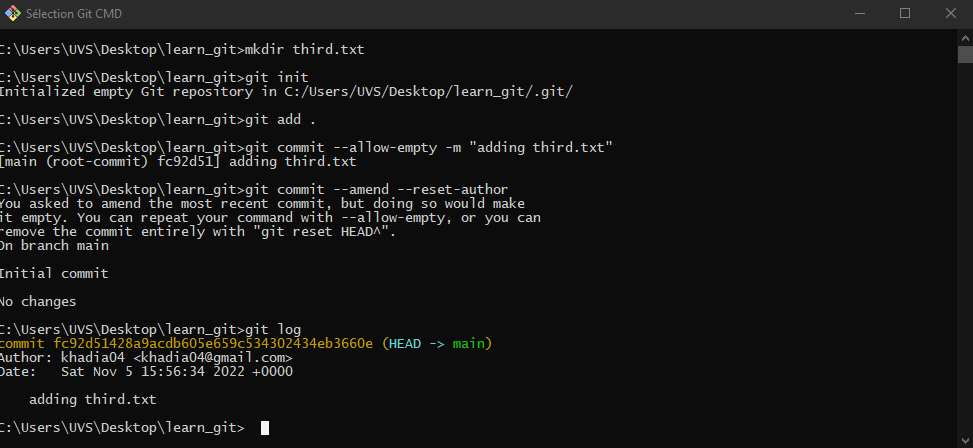 Sélection Git CMD
C:\Users\UVS\Desktop\learn_git>mkdir third.txt
C:\Users\UVS\Desktop\learn_git>git init
Initialized empty Git repository in C:/Users/UVS/Desktop/learn_git/.git/
C:\Users\UVS\Desktop\learn_git>git add .
C:\Users\UVS\Desktop\learn_git>git commit --allow-empty -m "adding third.txt"
[main (root-commit) fc92d51] adding third.txt
C:\Users\UVS\Desktop\learn_git>git commit --amend --reset-author
You asked to amend the most recent commit, but doing so would make
it empty. You can repeat your command with --allow-empty, or you can
remove the commit entirely with "git reset HEAD^".
On branch main
Initial commit
No changes
C:\Users\UVS\Desktop\learn_git>git log
commit fc92d51428a9acdb605e659c534302434eb3660e (HEAD -> main)
Author: khadia04 <khadia04@gmail.com>
Date:   Sat Nov 5 15:56:34 2022 +0000
    adding third.txt
C:\Users\UVS\Desktop\learn_git>